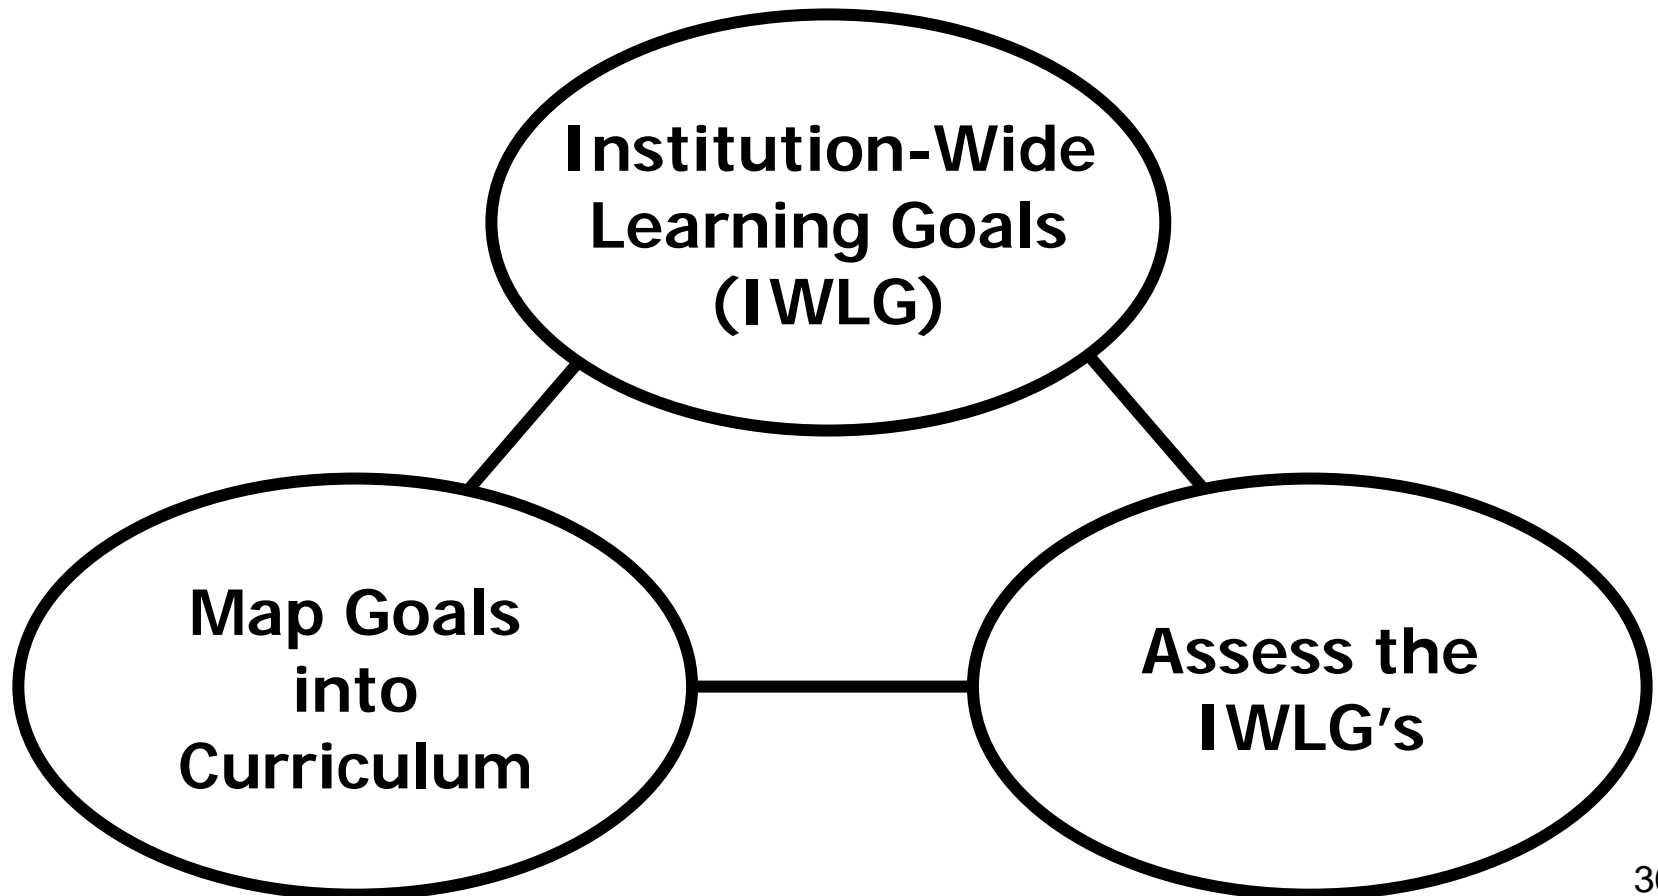 Institution-Wide
Learning Goals
(IWLG)
Map Goals
into
Curriculum
Assess the
IWLG's